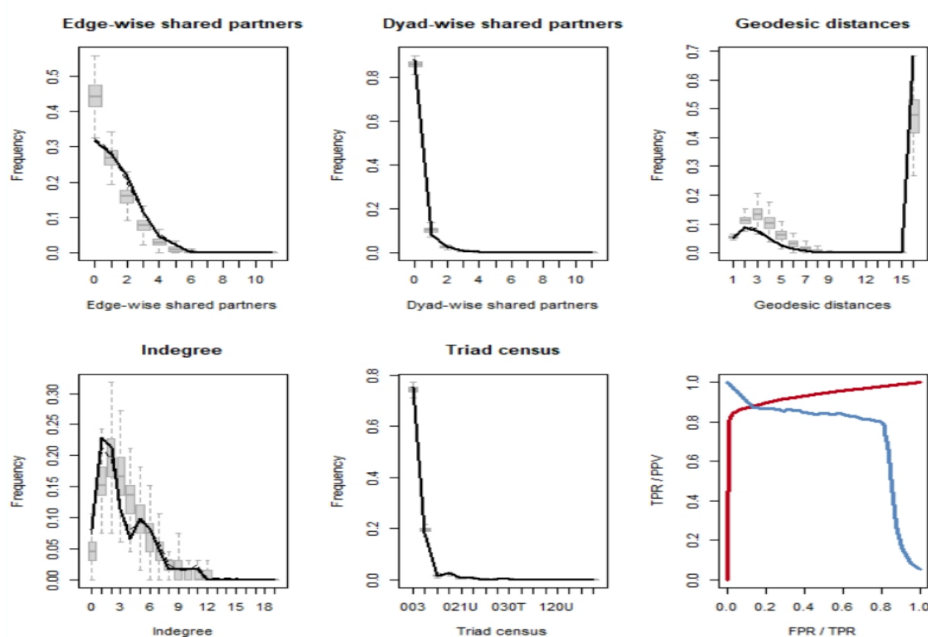 Edge-wise shared partners
Dyad-wise shared partners
Geodesic distances
Frequency
0.0 0.1 0.2 0.3 0.4 0.5
0 2 4 6 8 10
Edge-wise shared partners
Frequency
0.0 0.2 0.4 0.6 0.8
0 2 4 6 8 10
Dyad-wise shared partners
Frequency
0.0 0.1 0.2 0.3 0.4 0.5 0.6 0.7
1 3 5 7 9 12 15
Geodesic distances
Indegree
Triad census
Frequency
0.00 0.05 0.10 0.15 0.20 0.25 0.30
0 3 6 9 12 15 18
Indegree
Frequency
0.0 0.2 0.4 0.6 0.8
003 021U 030T 120U
Triad census
TPR / PPV
0.0 0.2 0.4 0.6 0.8 1.0
0.0 0.2 0.4 0.6 0.8 1.0
FPR / TPR